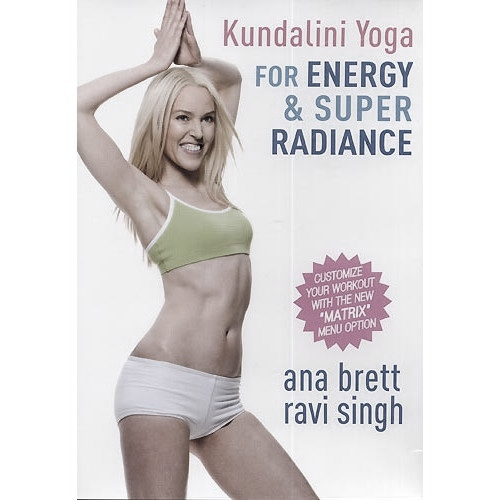 Kundalini Yoga
FOR ENERGY
& SUPER
RADIANCE
CUSTOMIZE
YOUR WORKOUT
WITH THE NEW
"MATRIX"
MENU OPTION
ana brett
ravi singh